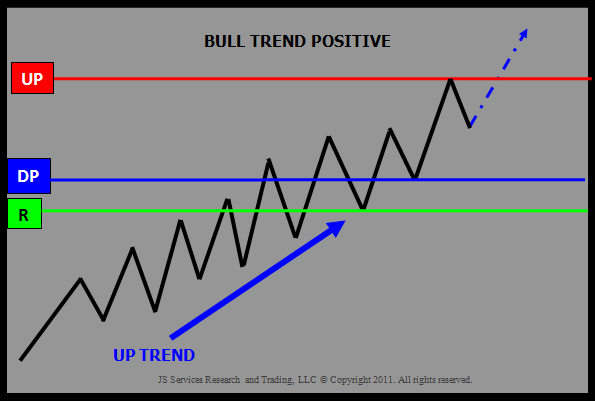 BULL TREND POSITIVE
UP
DP
R
UP TREND
JS Services Research and Trading, LLC © Copyright 2011. All rights reserved.